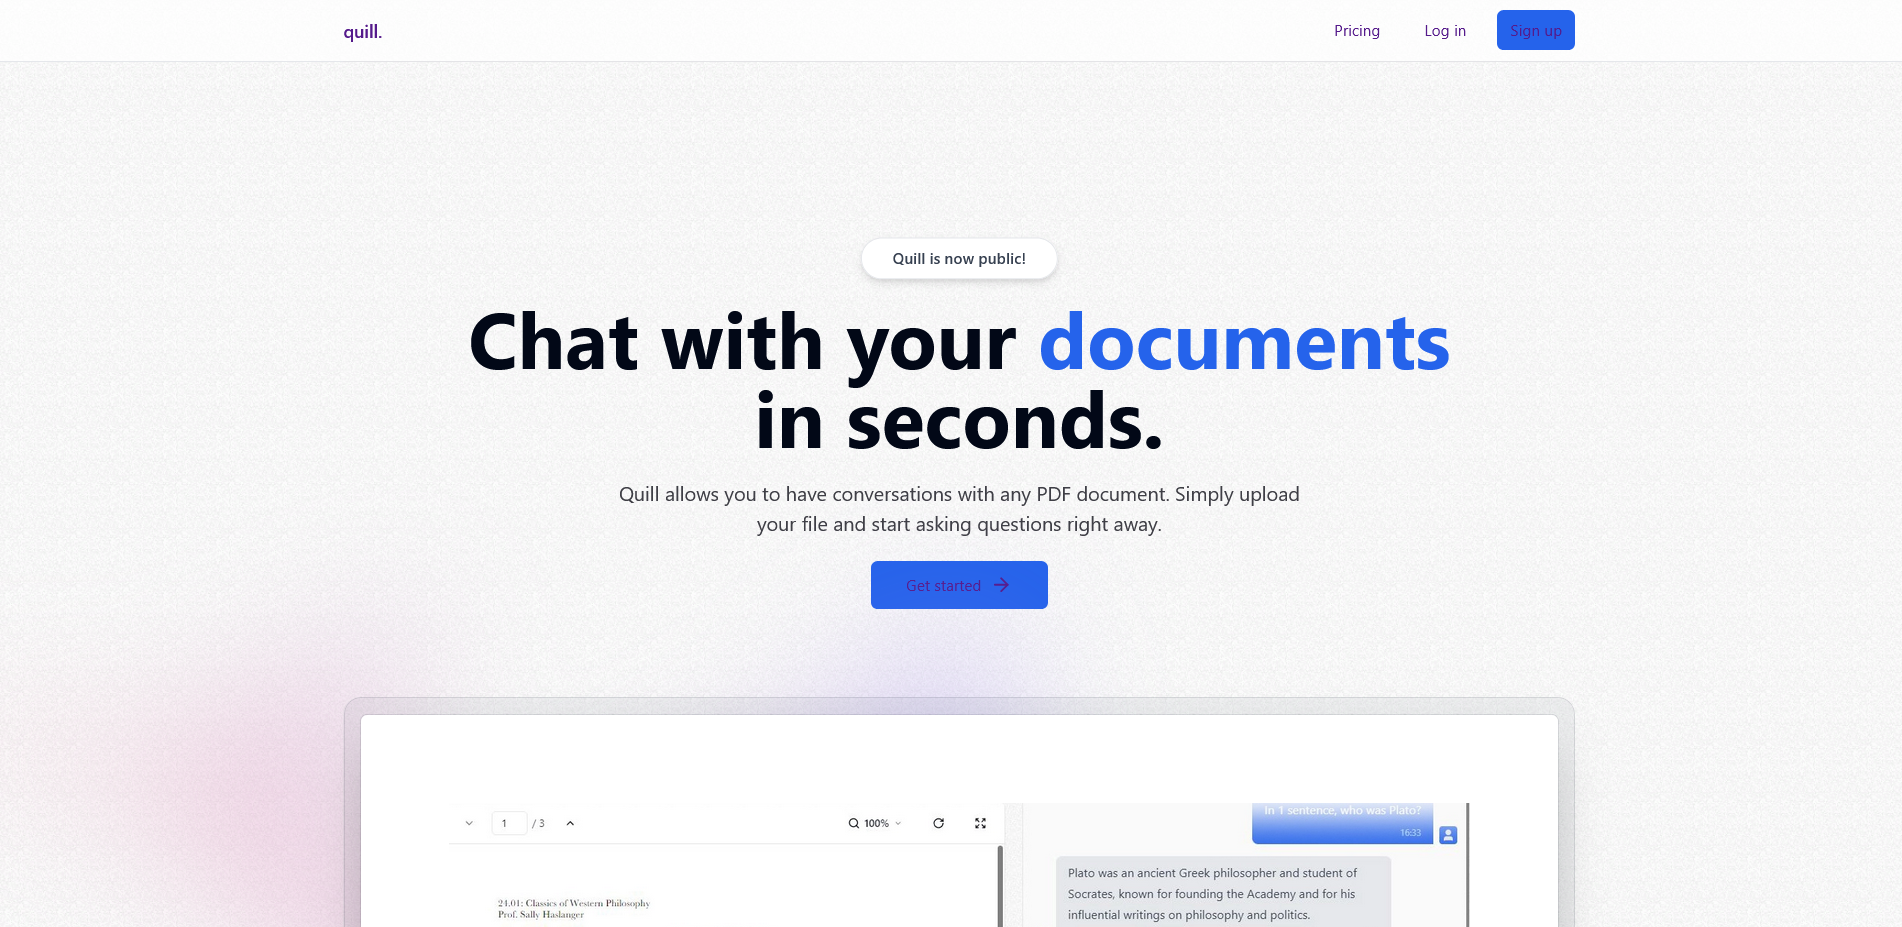 quill.
Pricing
Log in
Sign up
Quill is now public!
Chat with your documents
in seconds.
Quill allows you to have conversations with any PDF document. Simply upload
your file and start asking questions right away.
Get started
1 / 3
100%
24.01: Classics of Western Philosophy
Prof. Sally Haslanger
In 1 sentence, who was Plato?
16:33
Plato was an ancient Greek philosopher and student of
Socrates, known for founding the Academy and for his
influential writings on philosophy and politics.